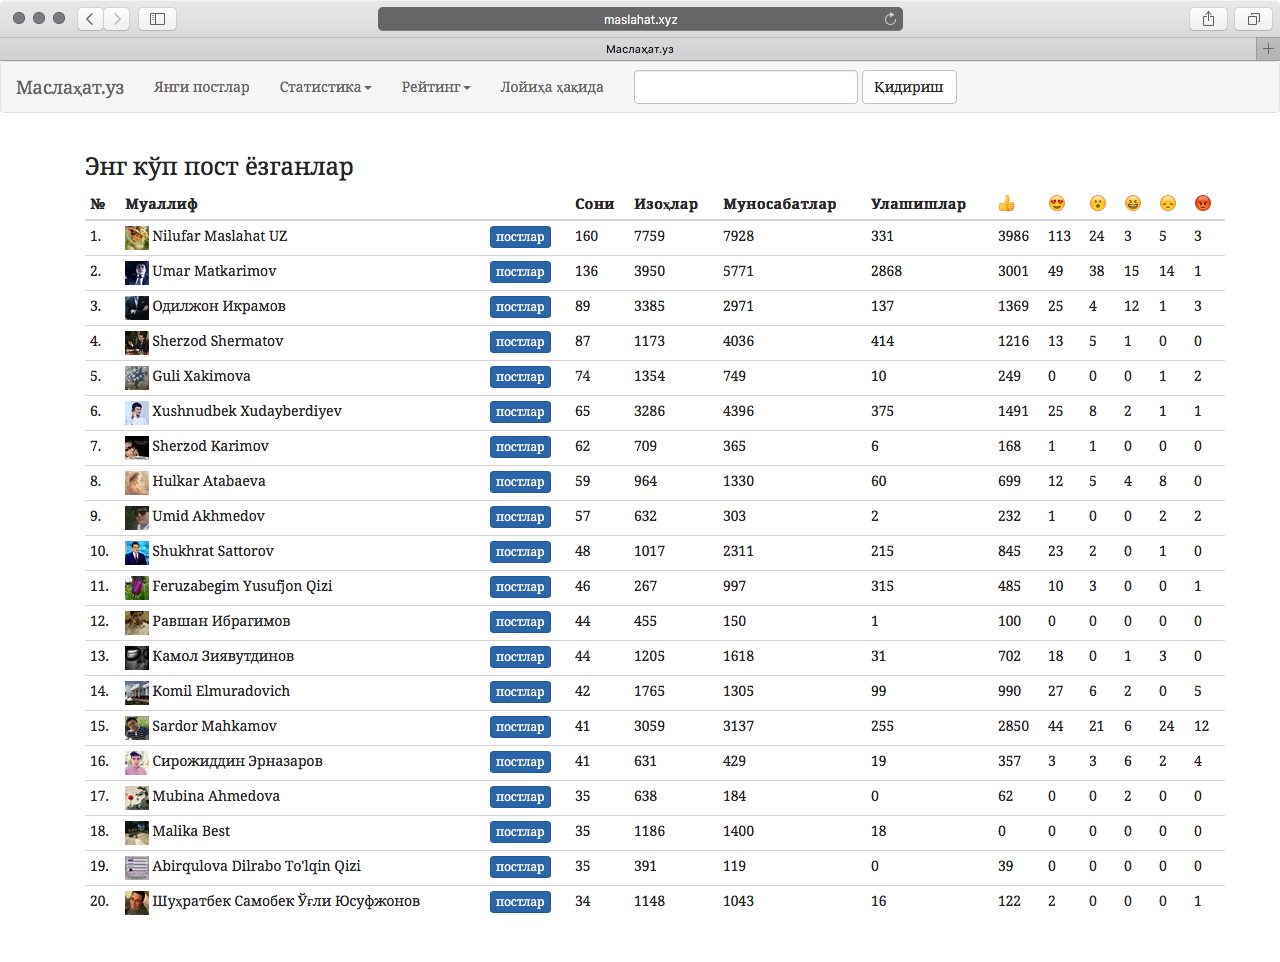 maslahat.xyz
Маслаҳат.уз
Маслаҳат.уз Янги постлар Статистика Рейтинг Лойиҳа ҳақида Қидириш
Энг кўп пост ёзганлар
№ Муаллиф Сони Изоҳлар Муносабатлар Улашишлар 👍 😍 😮 😆 😞 😡
1. Nilufar Maslahat UZ постлар 160 7759 7928 331 3986 113 24 3 5 3
2. Umar Matkarimov постлар 136 3950 5771 2868 3001 49 38 15 14 1
3. Одилжон Икрамов постлар 89 3385 2971 137 1369 25 4 12 1 3
4. Sherzod Shermatov постлар 87 1173 4036 414 1216 13 5 1 0 0
5. Guli Xakimova постлар 74 1354 749 10 249 0 0 0 1 2
6. Xushnudbek Xudayberdiyev постлар 65 3286 4396 375 1491 25 8 2 1 1
7. Sherzod Karimov постлар 62 709 365 6 168 1 1 0 0 0
8. Hulkar Atabaeva постлар 59 964 1330 60 699 12 5 4 8 0
9. Umid Akhmedov постлар 57 632 303 2 232 1 0 0 2 2
10. Shukhrat Sattorov постлар 48 1017 2311 215 845 23 2 0 1 0
11. Feruzabegim Yusufjon Qizi постлар 46 267 997 315 485 10 3 0 0 1
12. Равшан Ибрагимов постлар 44 455 150 1 100 0 0 0 0 0
13. Камол Зиявутдинов постлар 44 1205 1618 31 702 18 0 1 3 0
14. Komil Elmuradovich постлар 42 1765 1305 99 990 27 6 2 0 5
15. Sardor Mahkamov постлар 41 3059 3137 255 2850 44 21 6 24 12
16. Сирожиддин Эрназаров постлар 41 631 429 19 357 3 3 6 2 4
17. Mubina Ahmedova постлар 35 638 184 0 62 0 0 2 0 0
18. Malika Best постлар 35 1186 1400 18 0 0 0 0 0 0
19. Abirqulova Dilrabo To'lqin Qizi постлар 35 391 119 0 39 0 0 0 0 0
20. Шуҳратбек Самобек Ўғли Юсуфжонов постлар 34 1148 1043 16 122 2 0 0 0 1